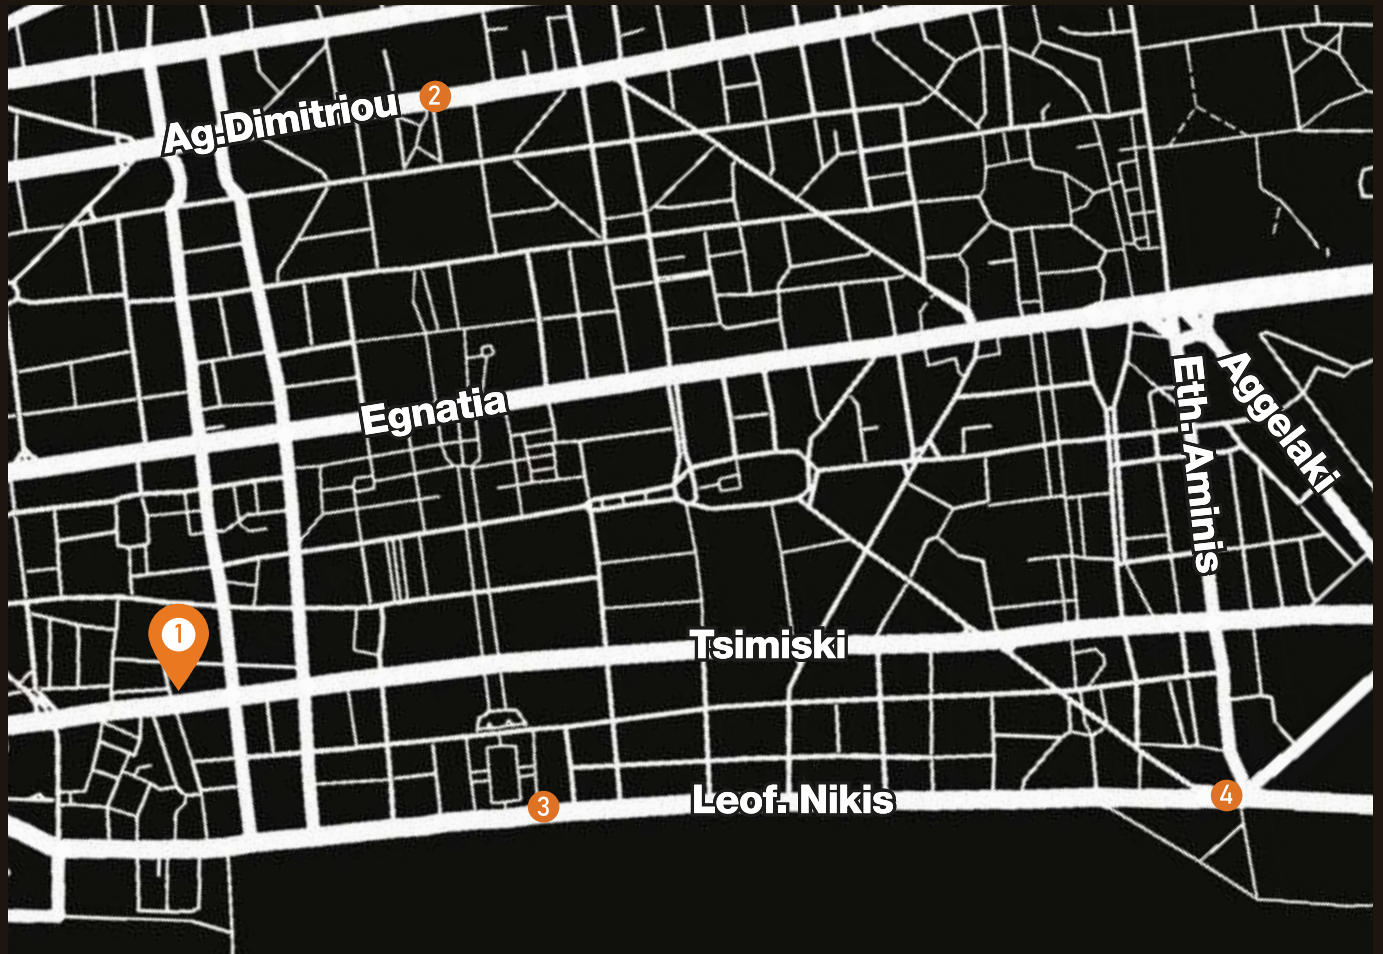 2
Ag.Dimitriou
Aggelaki
Eth. Aminis
Egnatia
1
Tsimiski
3
Leof. Nikis
4